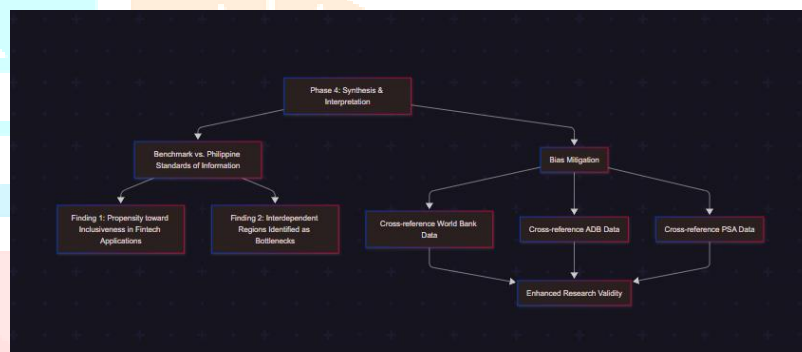 Phase 4: Synthesis &
Interpretation
Benchmark vs. Philippine
Standards of Information
Bias Mitigation
Finding 1: Propensity toward
Inclusiveness in Fintech
Applications
Finding 2: Interdependent
Regions Identified as
Bottlenecks
Cross-reference World Bank
Data
Cross-reference ADB Data
Cross-reference PSA Data
Enhanced Research Validity